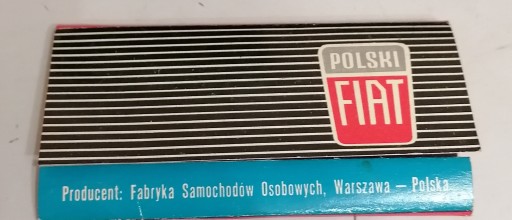 POLSKI
FIAT
Producent: Fabryka Samochodów Osobowych, Warszawa — Polska